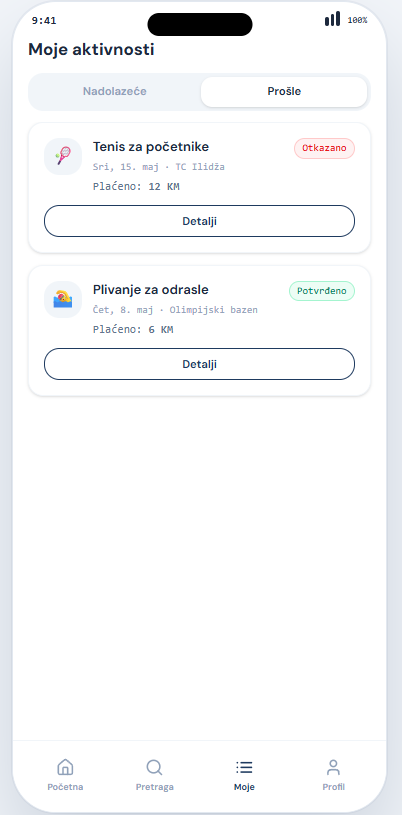 9:41
100%
Moje aktivnosti
Nadolazeće
Prošle
Tenis za početnike
Otkazano
Sri, 15. maj · TC Ilidža
Plaćeno: 12 KM
Detalji
Plivanje za odrasle
Potvrđeno
Čet, 8. maj · Olimpijski bazen
Plaćeno: 6 KM
Detalji
Početna
Pretraga
Moje
Profil